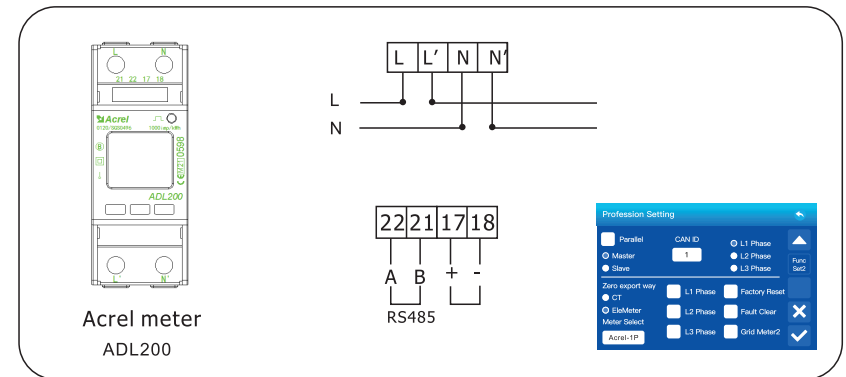 L N
21 22 17 18
Acrel
1000imp/kWh
ADL200
L' N'
Acrel meter
ADL200
L L' N N'
L
N
22 21 17 18
A B + -
RS485
Profession Setting
Parallel CAN ID L1 Phase
Master 1 L2 Phase Func
Slave L3 Phase Set2
Zero export way L1 Phase Factory Reset
CT
EleMeter L2 Phase Fault Clear
Meter Select
Acrel-1P L3 Phase Grid Meter2